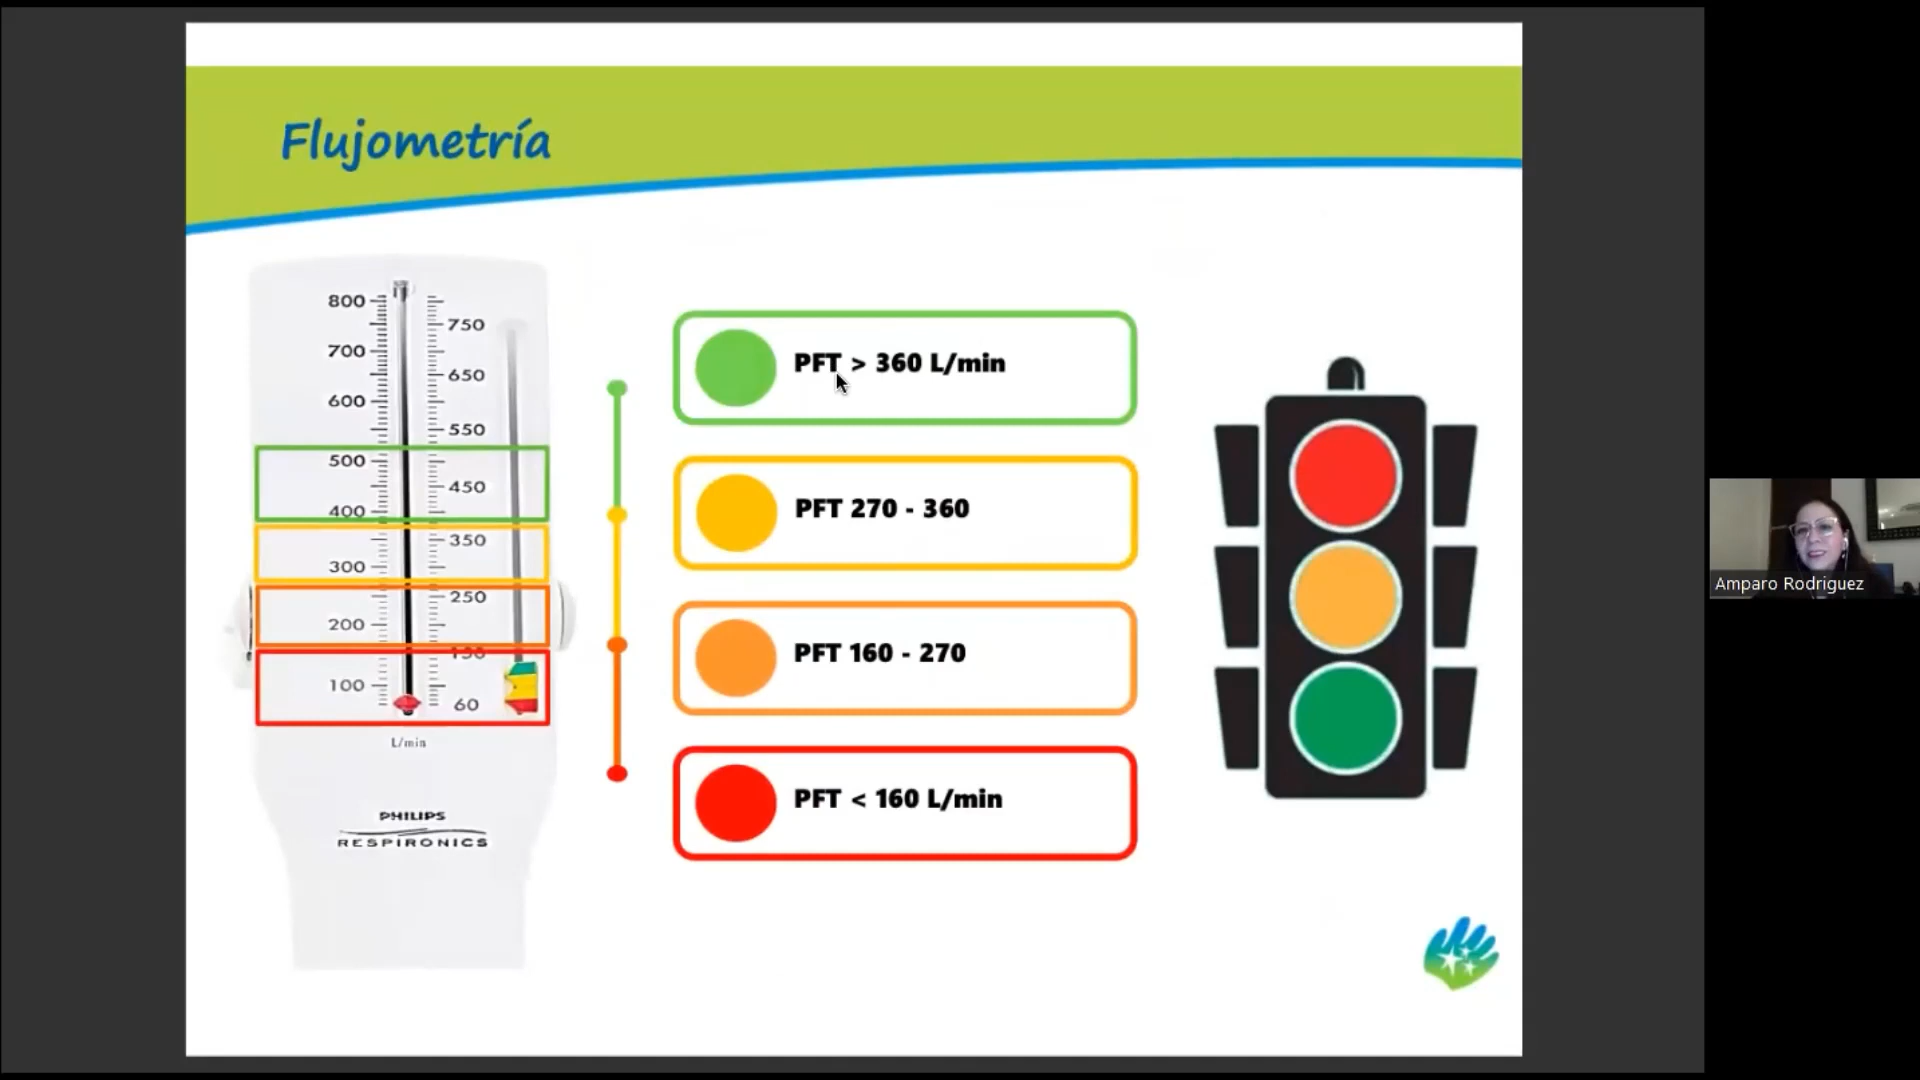 Flujometría
800
750
700
650
600
550
500
450
400
350
300
250
200
150
100
60
L/min
PHILIPS
RESPIRONICS
PFT > 360 L/min
PFT 270 - 360
PFT 160 - 270
PFT < 160 L/min
Amparo Rodriguez